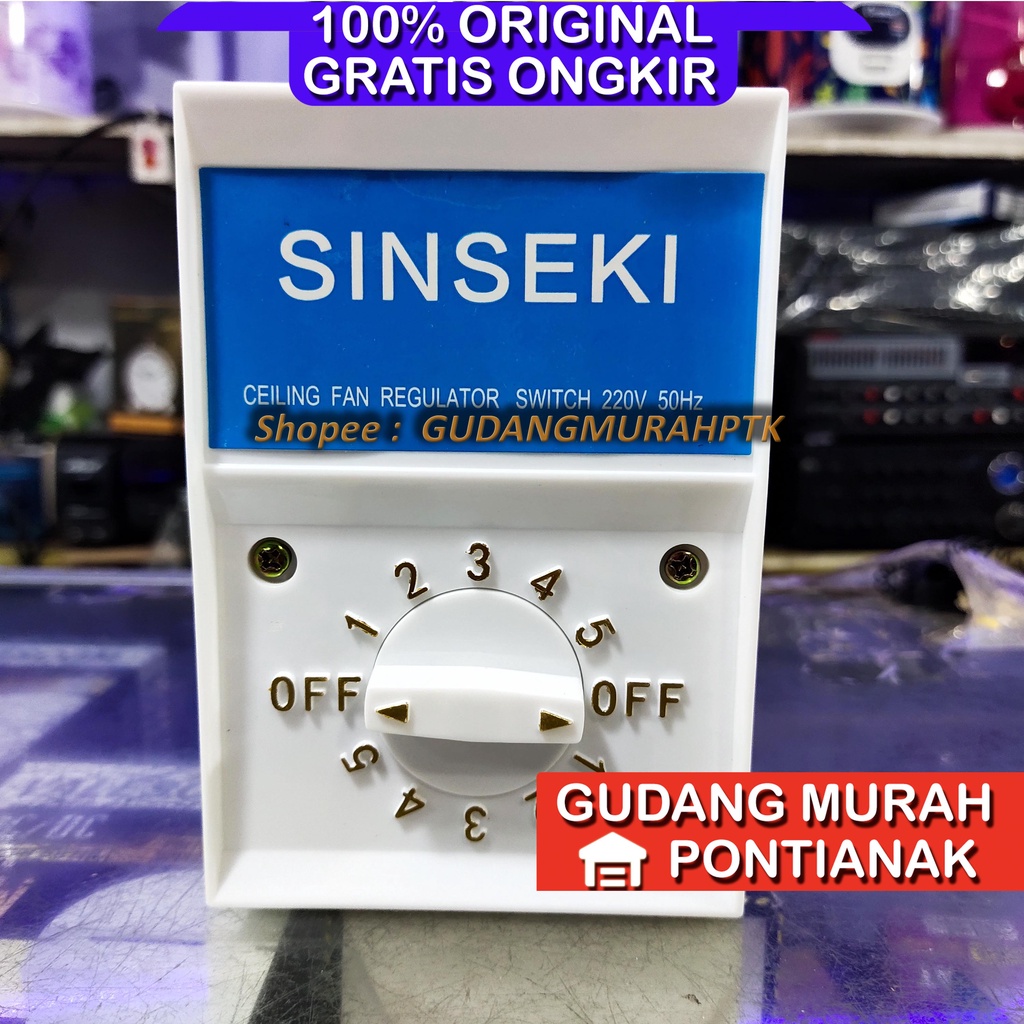 100% ORIGINAL
GRATIS ONGKIR
SINSEKI
CEILING FAN REGULATOR SWITCH 220V 50Hz
Shopee : GUDANGMURAHPTK
3
2 4
1 5
OFF OFF
5 1
4
3
GUDANG MURAH
PONTIANAK